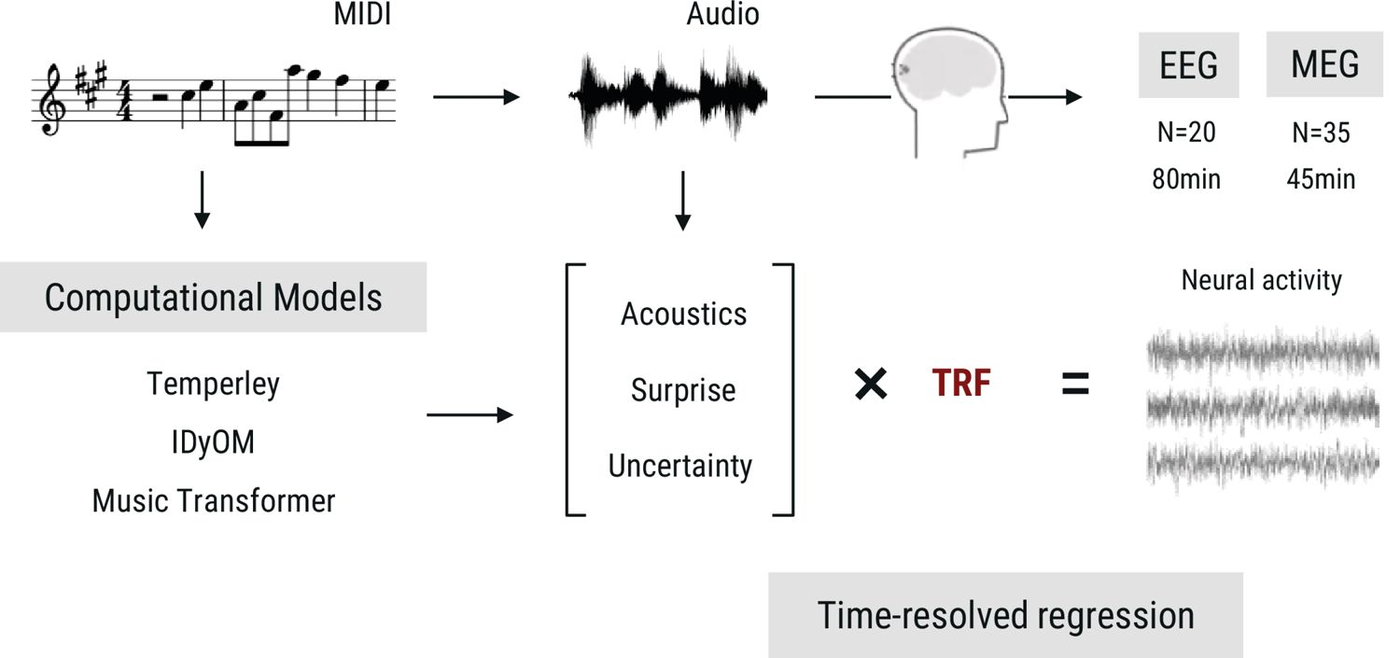 MIDI
Audio
EEG
MEG
N=20
N=35
80min
45min
Computational Models
Temperley
IDyOM
Music Transformer
Acoustics
Surprise
Uncertainty
× TRF =
Neural activity
Time-resolved regression